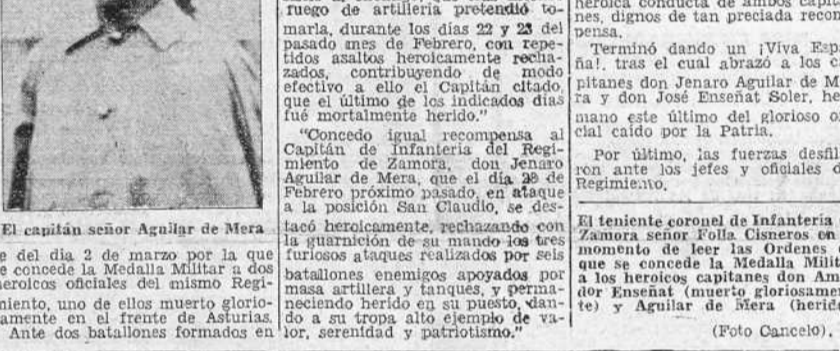 El capitán señor Aguilar de Mera
e del día 2 de marzo por la que
e concede la Medalla Militar a dos
heroicos oficiales del mismo Regi-
miento, uno de ellos muerto glorio-
amente en el frente de Asturias.
Ante dos batallones formados en
fuego de artillería pretendió to-
marla, durante los días 22 y 23 del
pasado mes de Febrero, con repe-
tidos asaltos heroicamente recha-
zados, contribuyendo de modo
efectivo a ello el Capitán citado,
que el último de los indicados días
fué mortalmente herido."
"Concedo igual recompensa al
Capitán de Infantería del Regi-
miento de Zamora, don Jenaro
Aguilar de Mera, que el día 28 de
Febrero próximo pasado, en ataque
a la posición San Claudio, se des-
tacó heroicamente, rechazando con
la guarnición de su mando los tres
furiosos ataques realizados por seis
batallones enemigos apoyados por
masa artillera y tanques, y perma-
neciendo herido en su puesto, dan-
do a su tropa alto ejemplo de va-
lor, serenidad y patriotismo."
heroica conducta de ambos capita
nes, dignos de tan preciada recom
pensa.
Terminó dando un ¡Viva Espa
ña!, tras el cual abrazó a los ca
pitanes don Jenaro Aguilar de M
ra y don José Enseñat Soler, he
mano este último del glorioso of
cial caído por la Patria.
Por último, las fuerzas desfil
ron ante los jefes y oficiales d
Regimiento.
El teniente coronel de Infantería
Zamora señor Folla Cisneros en
momento de leer las Ordenes
que se concede la Medalla Milit
a los heroicos capitanes don Am
dor Enseñat (muerto gloriosamen
te) y Aguilar de Mera (herid
(Foto Cancelo).